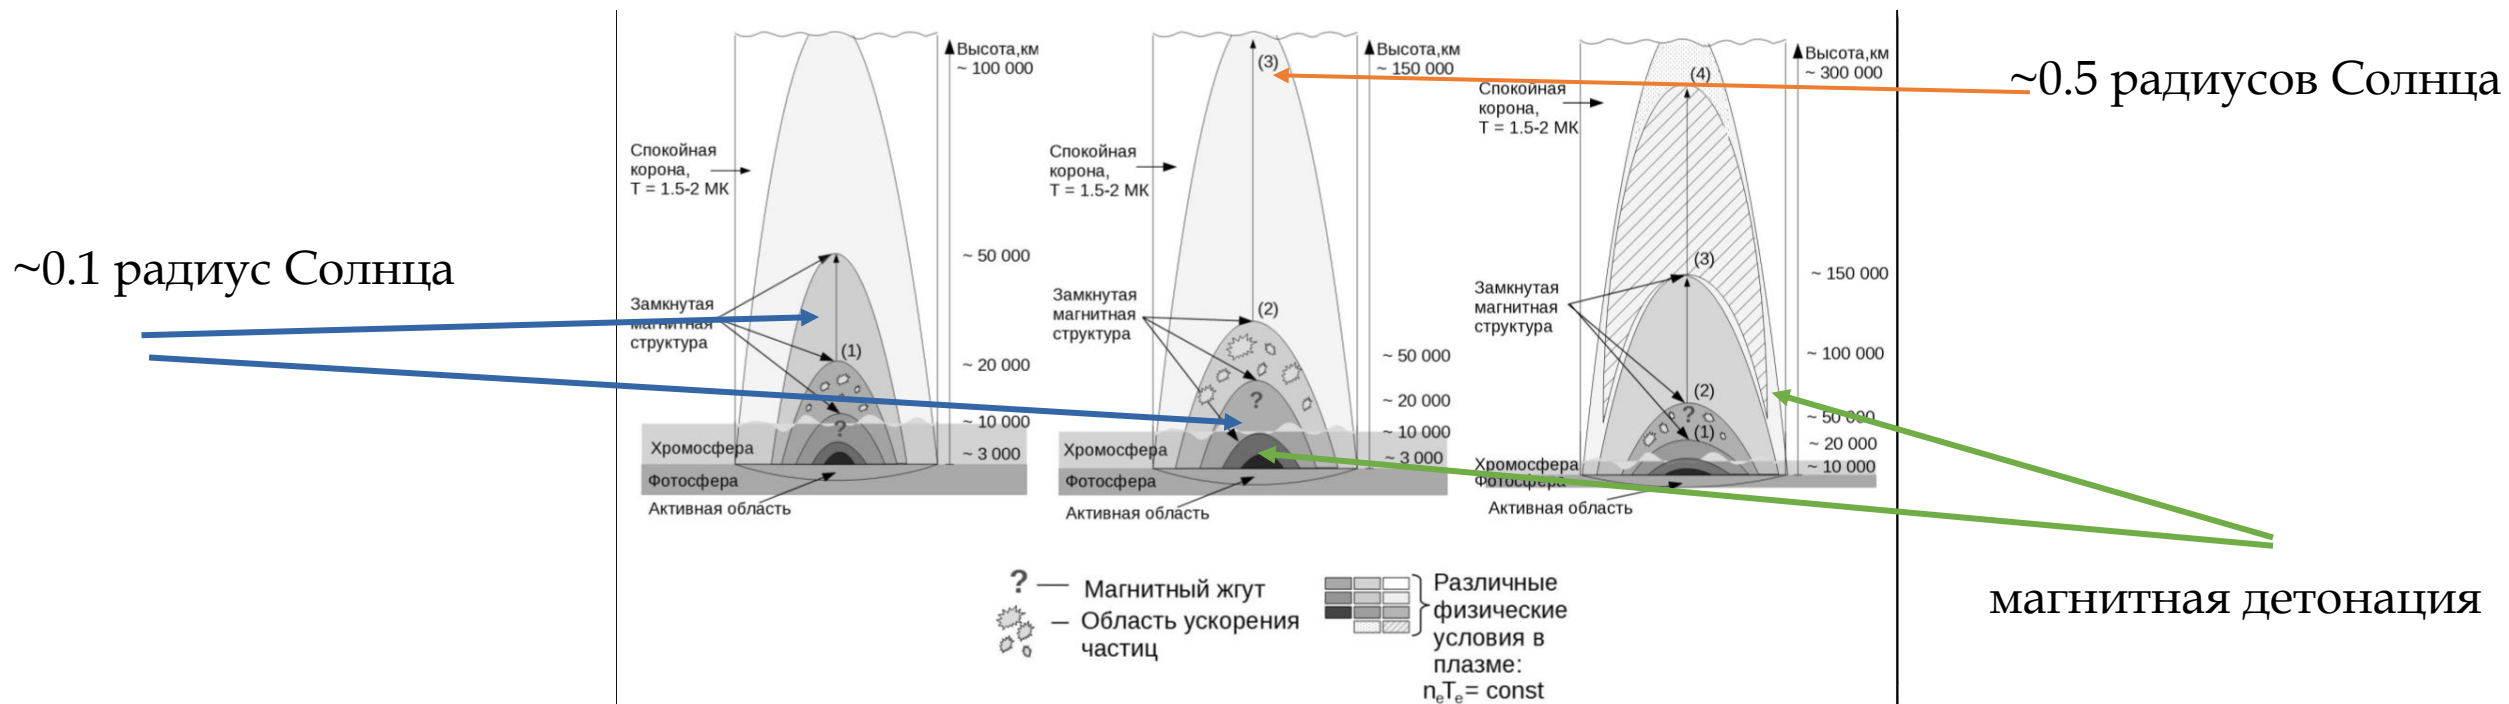 ~0.1 радиус Солнца
Высота,км
~ 100 000
Спокойная
корона,
T = 1.5-2 МК
~ 50 000
Замкнутая
магнитная
структура
(1)
~ 20 000
~ 10 000
?
Хромосфера
~ 3 000
Фотосфера
Активная область
Высота,км
~ 150 000
(3)
Спокойная
корона,
T = 1.5-2 МК
Замкнутая
магнитная
структура
(2)
~ 50 000
?
~ 20 000
~ 10 000
Хромосфера
~ 3 000
Фотосфера
Активная область
Высота,км
~ 300 000
(4)
Спокойная
корона,
T = 1.5-2 МК
(3)
~ 150 000
Замкнутая
магнитная
структура
~ 100 000
(2)
? ~ 50 000
(1)
~ 20 000
Хромосфера
~ 10 000
Фотосфера
Активная область
~0.5 радиусов Солнца
магнитная детонация
? — Магнитный жгут
– Область ускорения
частиц
Различные
физические
условия в
плазме:
nₑTₑ= const